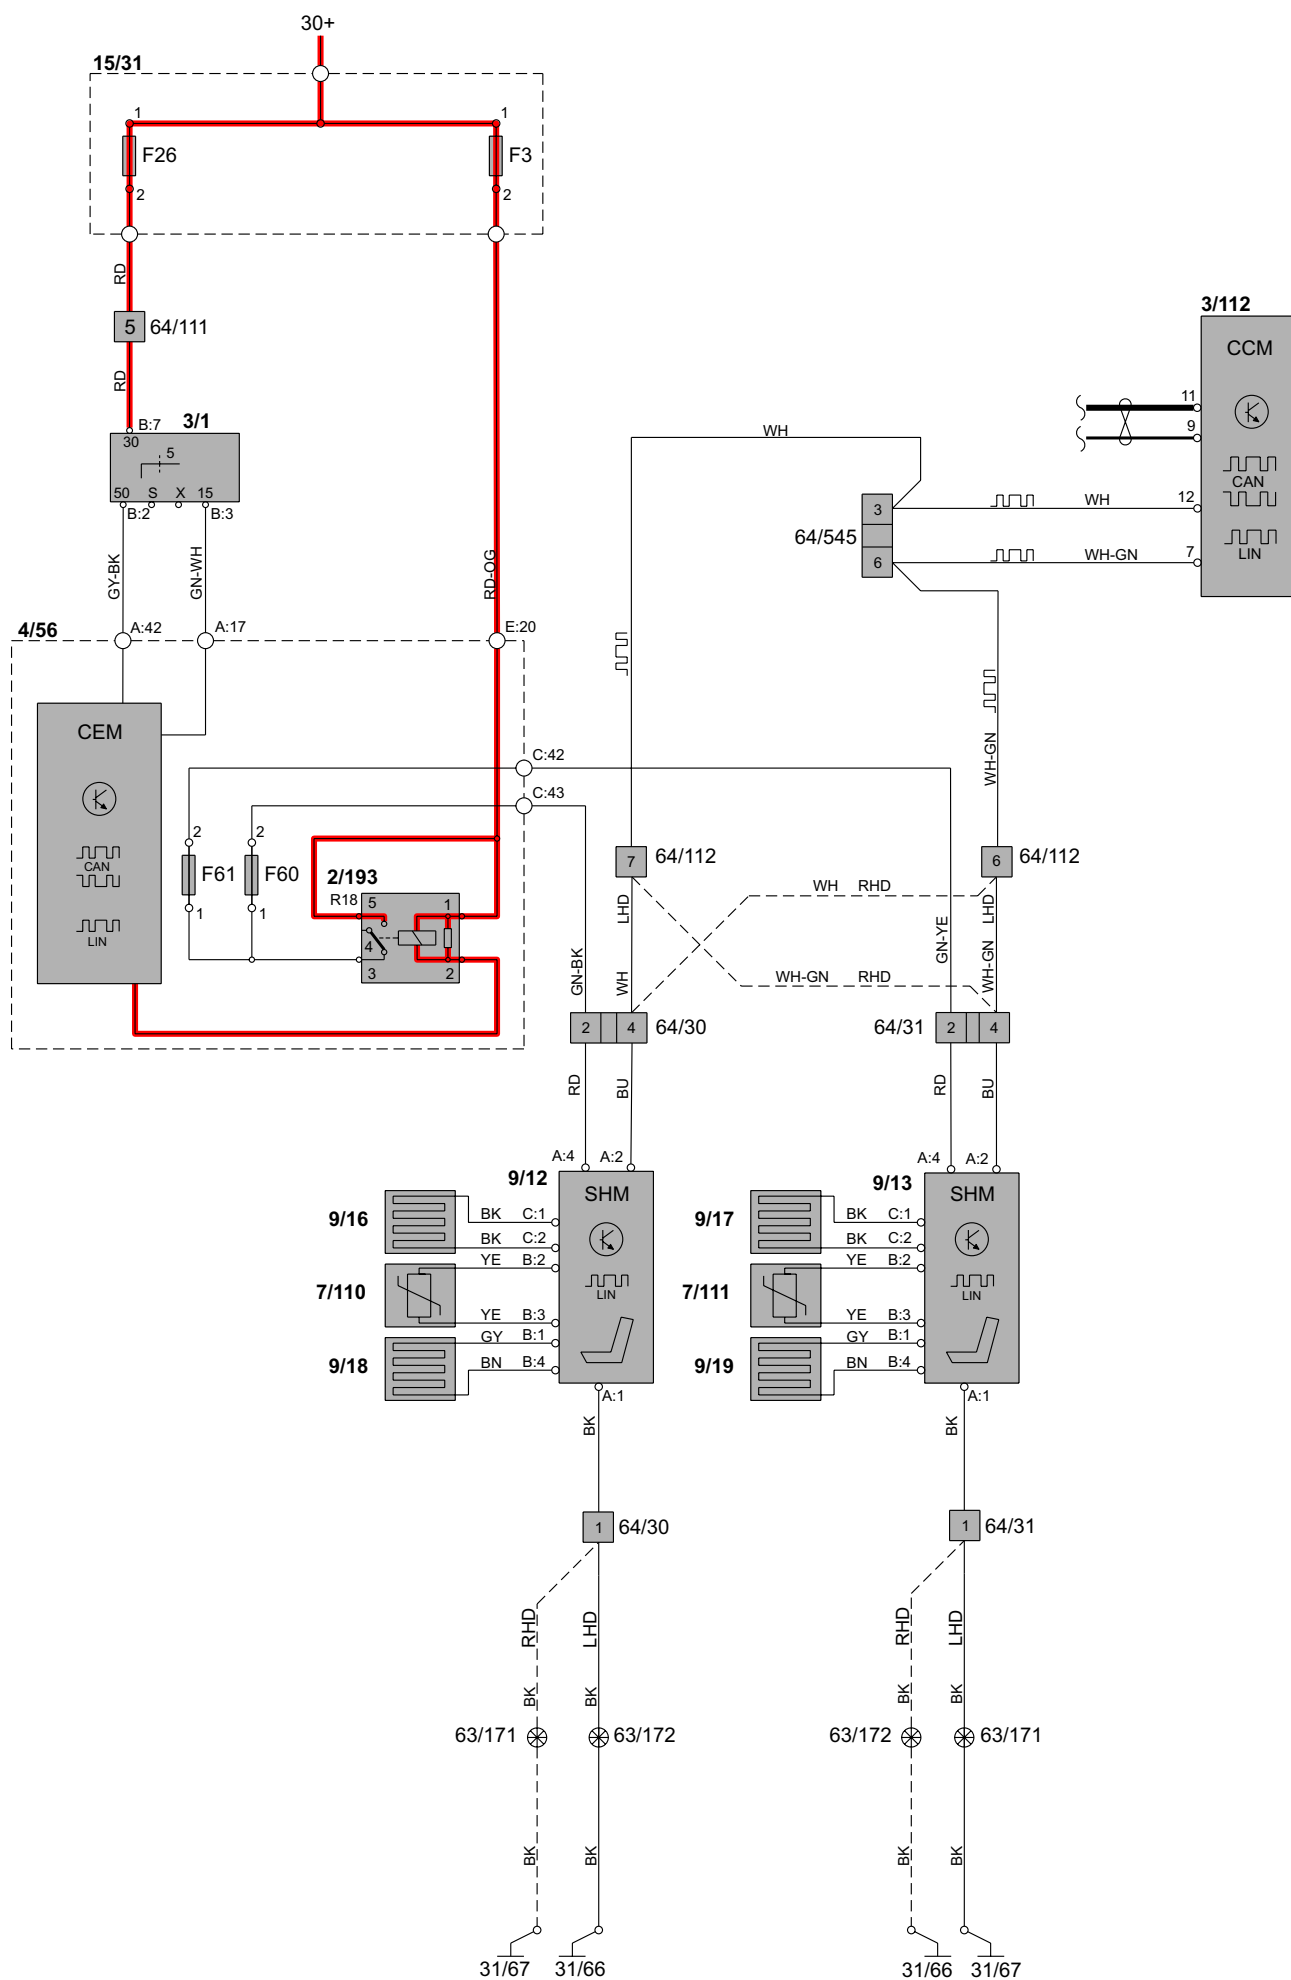 30+
15/31
1 1
F26 F3
2 2
RD
5 64/111
RD
3/112
CCM
11
9
CAN
12
LIN
7
B:7 3/1
30
5
50 S X 15
B:2 B:3
WH
3 WH
64/545
6 WH-GN
GY-BK GN-WH RD-OG
4/56 A:42 A:17 E:20
CEM
CAN
LIN
C:42
C:43
WH-GN
2 2
F61 F60
1 1
2/193
R18 5 1
4
3 2
7 64/112 6 64/112
WH RHD
LHD GN-YE LHD
WH-GN RHD
GN-BK WH WH-GN
2 4 64/30 64/31 2 4
RD BU RD BU
A:4 A:2 A:4 A:2
9/12 SHM 9/13 SHM
9/16 BK C:1 9/17 BK C:1
BK C:2 BK C:2
YE B:2 YE B:2
7/110 LIN 7/111 LIN
YE B:3 YE B:3
GY B:1 GY B:1
9/18 BN B:4 9/19 BN B:4
A:1 A:1
BK BK
1 64/30 1 64/31
RHD LHD RHD LHD
BK BK BK BK
63/171 63/172 63/172 63/171
BK BK BK BK
31/67 31/66 31/66 31/67